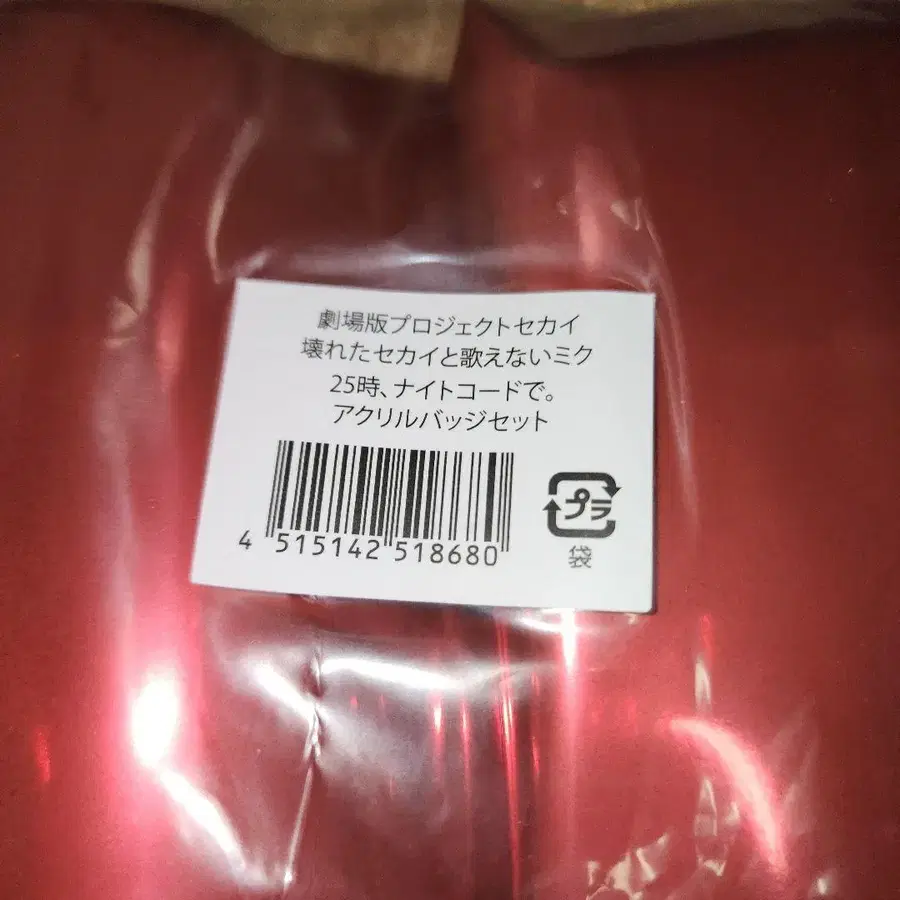 劇場版プロジェクトセカイ
壊れたセカイと歌えないミク
25時、ナイトコードで。
アクリルバッジセット
4 515142 518680
プラ
袋